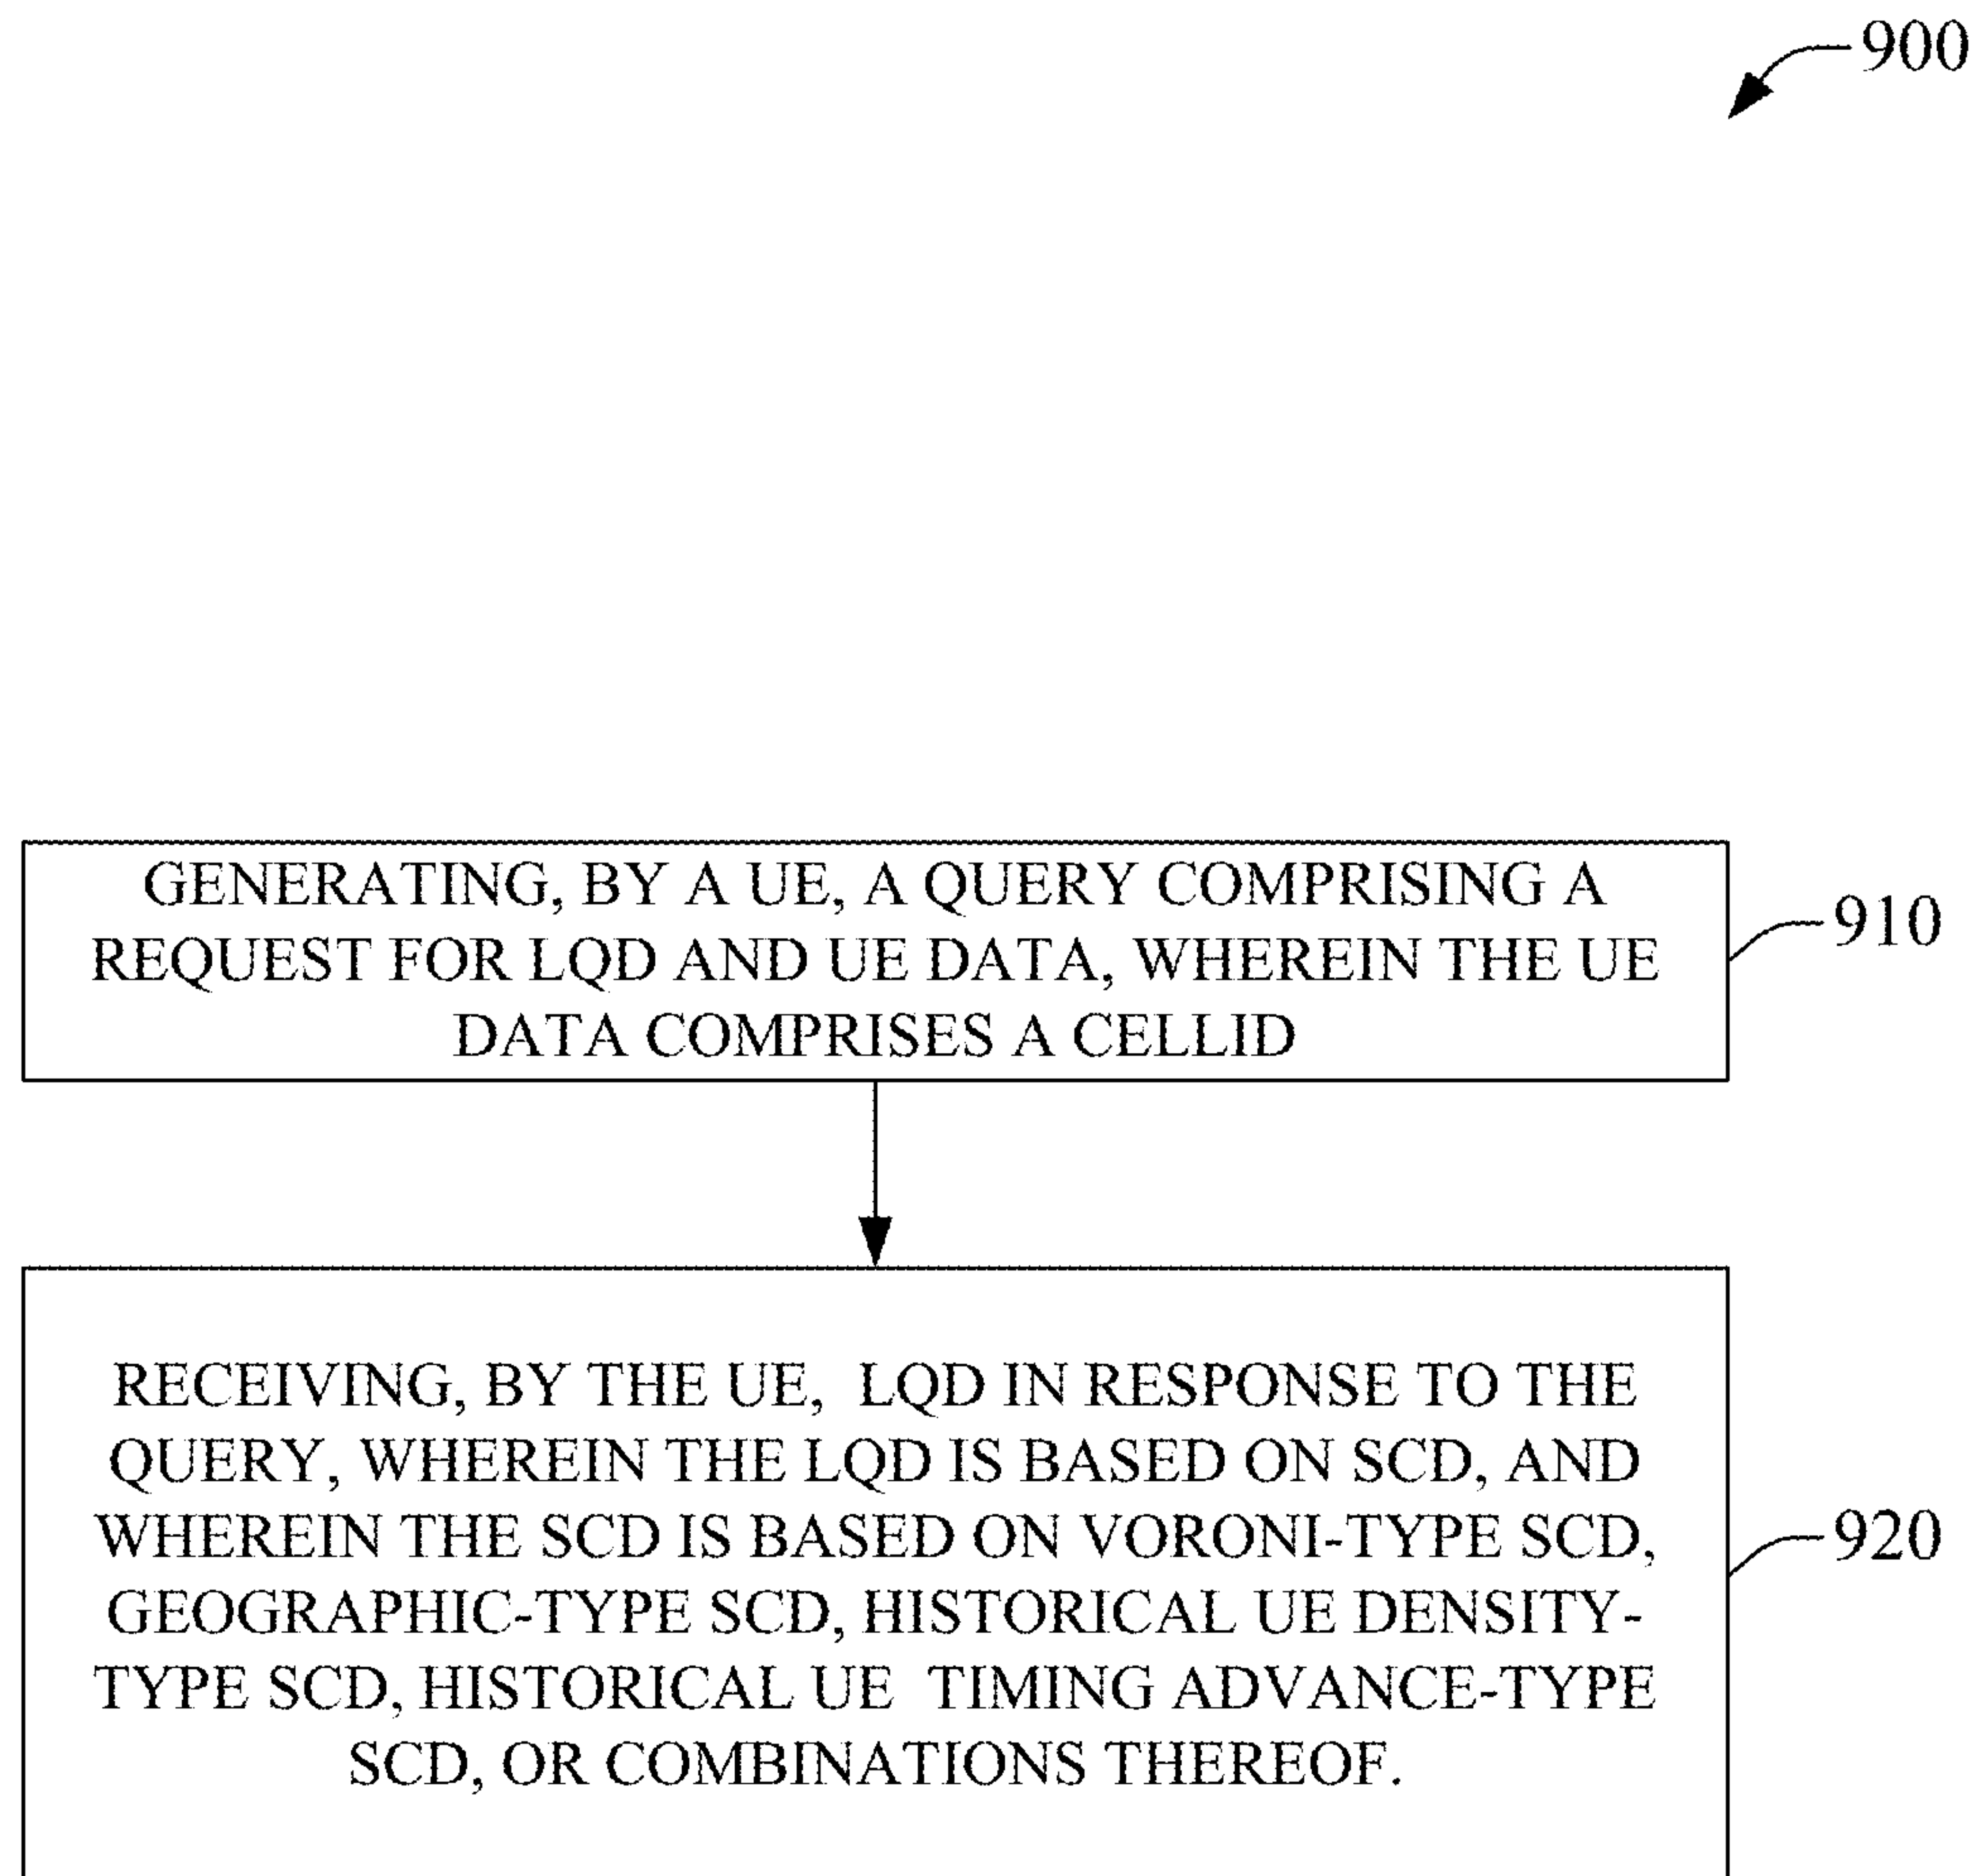 900
GENERATING, BY A UE, A QUERY COMPRISING A
REQUEST FOR LQD AND UE DATA, WHEREIN THE UE
DATA COMPRISES A CELLID
910
RECEIVING, BY THE UE, LQD IN RESPONSE TO THE
QUERY, WHEREIN THE LQD IS BASED ON SCD, AND
WHEREIN THE SCD IS BASED ON VORONI-TYPE SCD,
GEOGRAPHIC-TYPE SCD, HISTORICAL UE DENSITY-
TYPE SCD, HISTORICAL UE TIMING ADVANCE-TYPE
SCD, OR COMBINATIONS THEREOF.
920